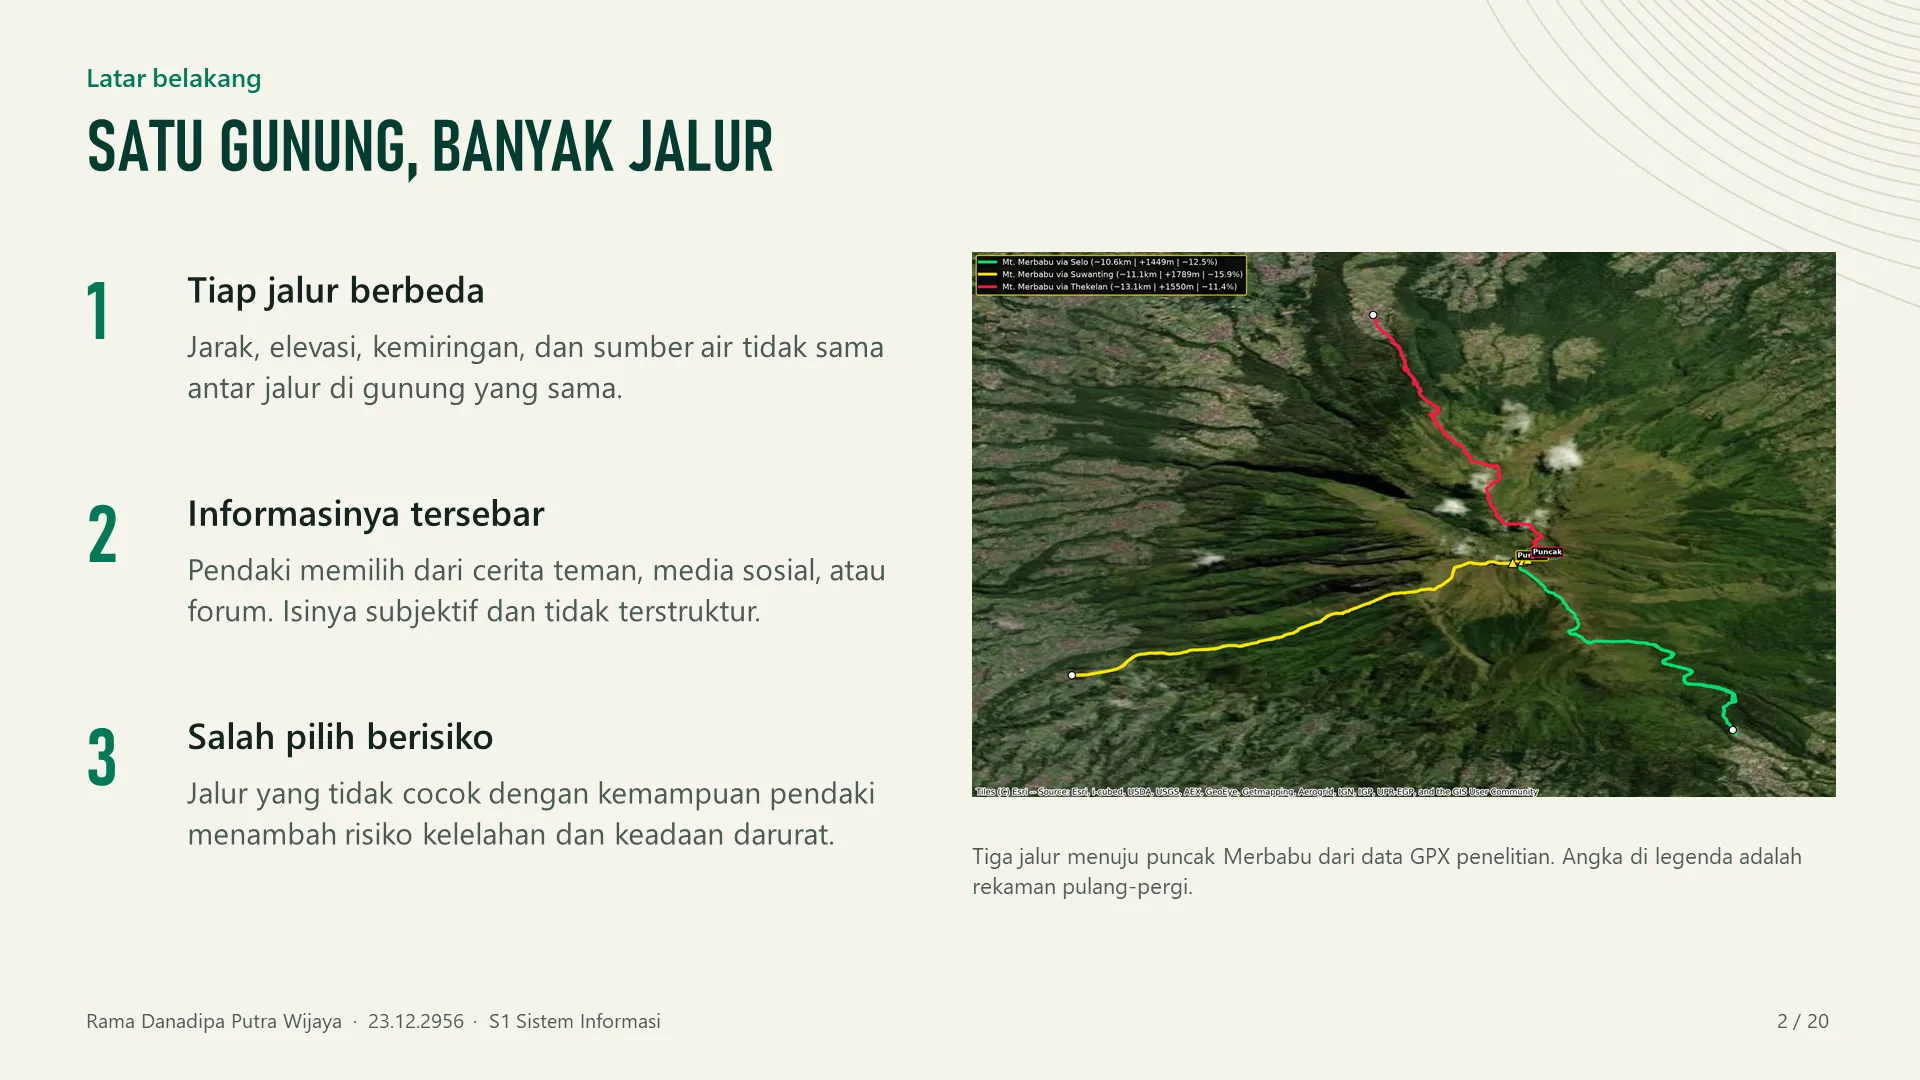 Latar belakang
SATU GUNUNG, BANYAK JALUR
1
Tiap jalur berbeda
Jarak, elevasi, kemiringan, dan sumber air tidak sama
antar jalur di gunung yang sama.
2
Informasinya tersebar
Pendaki memilih dari cerita teman, media sosial, atau
forum. Isinya subjektif dan tidak terstruktur.
3
Salah pilih berisiko
Jalur yang tidak cocok dengan kemampuan pendaki
menambah risiko kelelahan dan keadaan darurat.
Mt. Merbabu via Selo (~10.6km | +1449m | ~12.5%)
Mt. Merbabu via Suwanting (~11.1km | +1789m | ~15.9%)
Mt. Merbabu via Thekelan (~13.1km | +1550m | ~11.4%)
Puncak
Tiles (C) Esri -- Source: Esri, i-cubed, USDA, USGS, AEX, GeoEye, Getmapping, Aerogrid, IGN, IGP, UPR-EGP, and the GIS User Community
Tiga jalur menuju puncak Merbabu dari data GPX penelitian. Angka di legenda adalah
rekaman pulang-pergi.
Rama Danadipa Putra Wijaya · 23.12.2956 · S1 Sistem Informasi
2 / 20